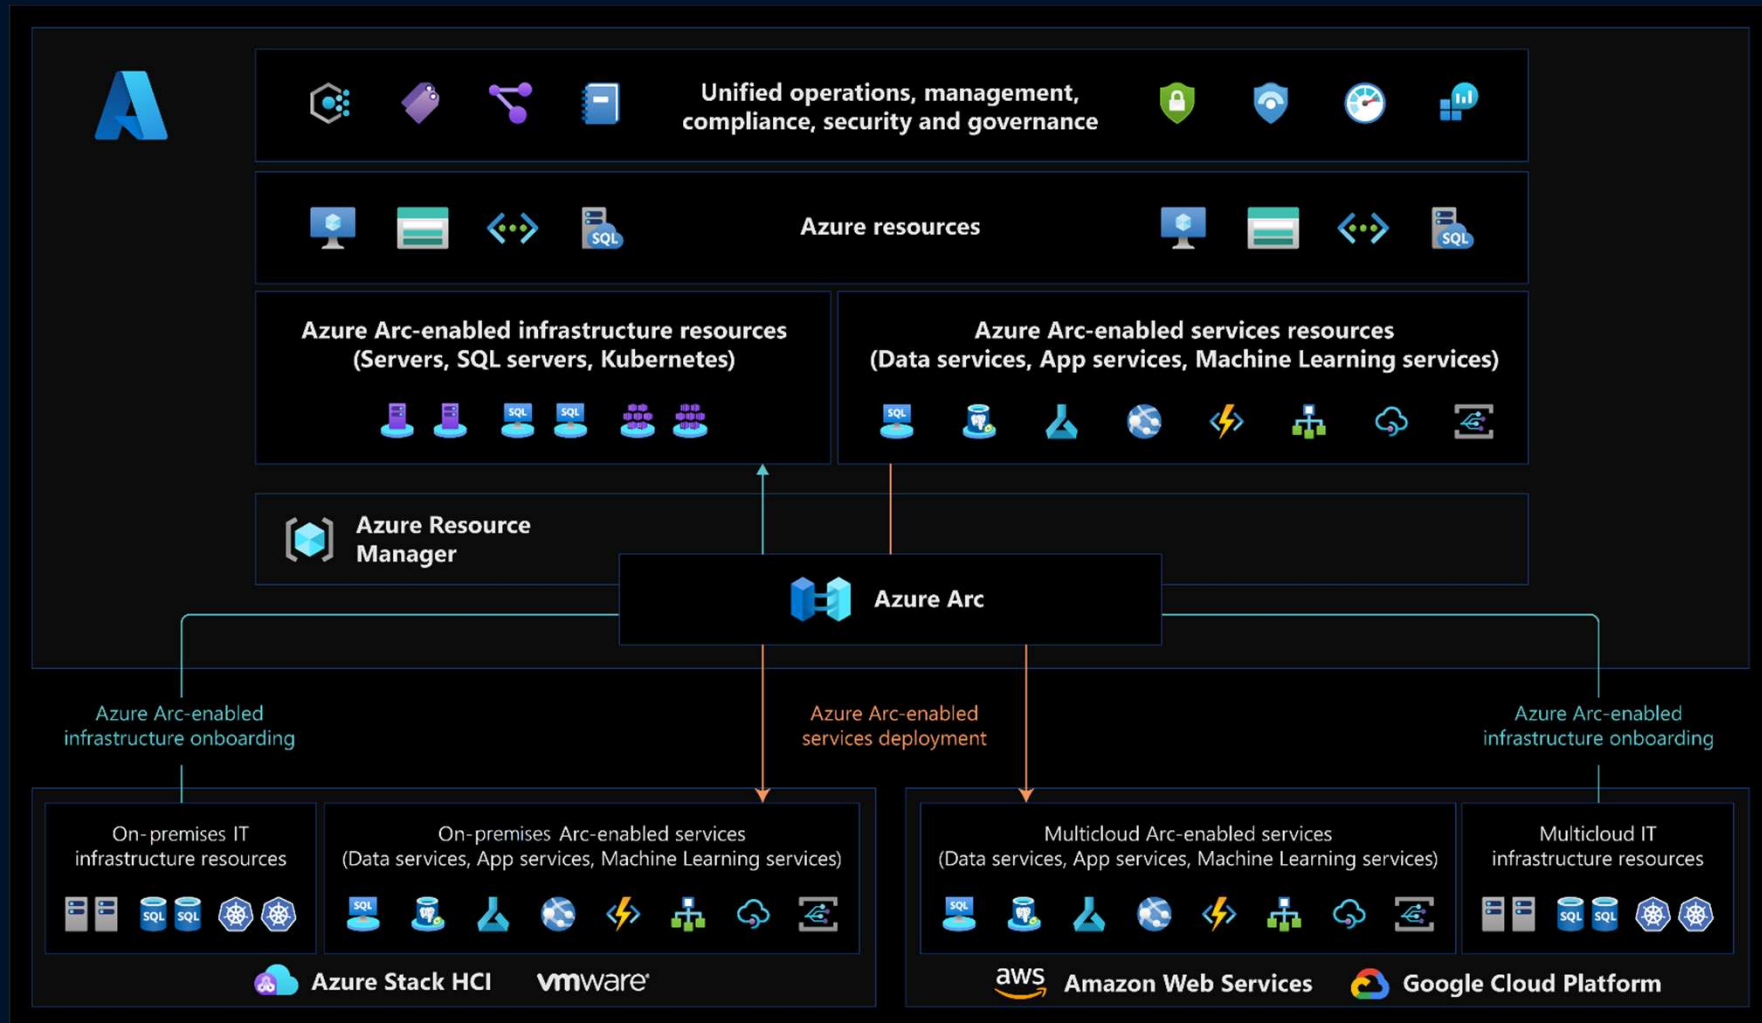 Unified operations, management,
compliance, security and governance
Azure resources
SQL
SQL
Azure Arc-enabled infrastructure resources
(Servers, SQL servers, Kubernetes)
SQL
SQL
Azure Arc-enabled services resources
(Data services, App services, Machine Learning services)
SQL
Azure Resource
Manager
Azure Arc
Azure Arc-enabled
infrastructure onboarding
Azure Arc-enabled
services deployment
Azure Arc-enabled
infrastructure onboarding
On-premises IT
infrastructure resources
SQL
SQL
On-premises Arc-enabled services
(Data services, App services, Machine Learning services)
SQL
Azure Stack HCI
vmware®
Multicloud Arc-enabled services
(Data services, App services, Machine Learning services)
SQL
Multicloud IT
infrastructure resources
SQL
SQL
aws
Amazon Web Services
Google Cloud Platform